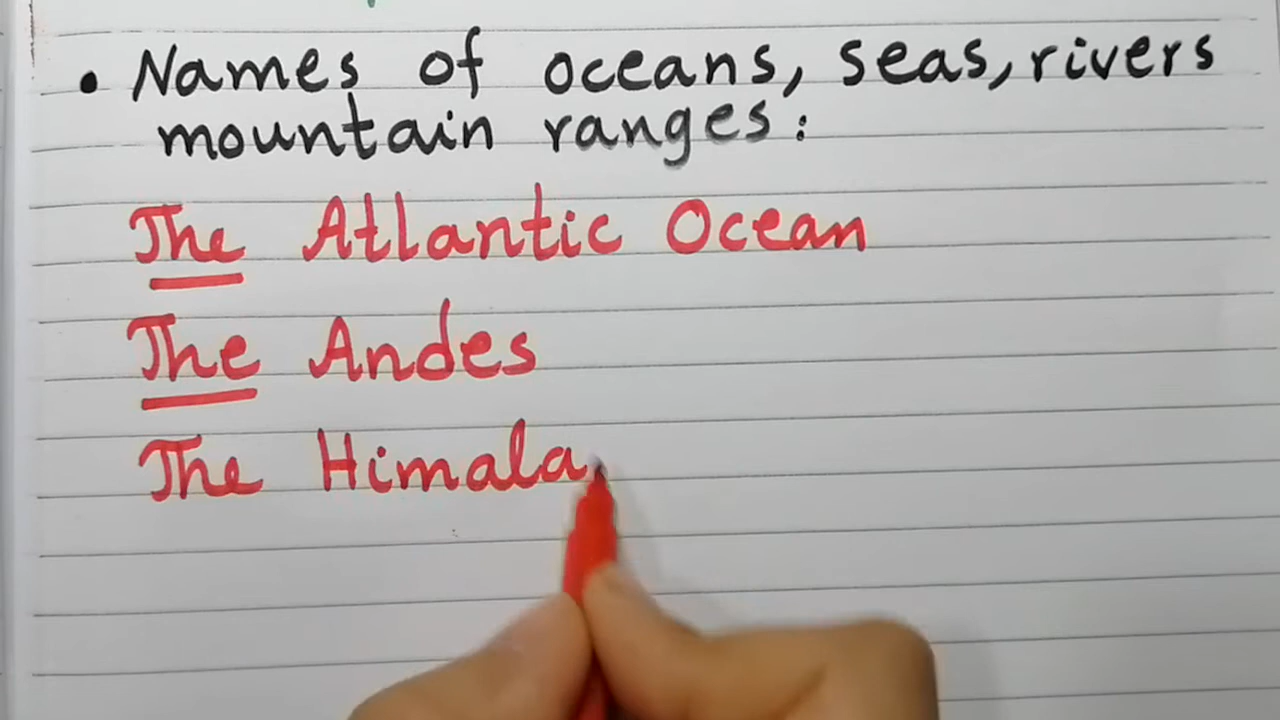 • Names of oceans, seas, rivers
mountain ranges:
The Atlantic Ocean
The Andes
The Himala